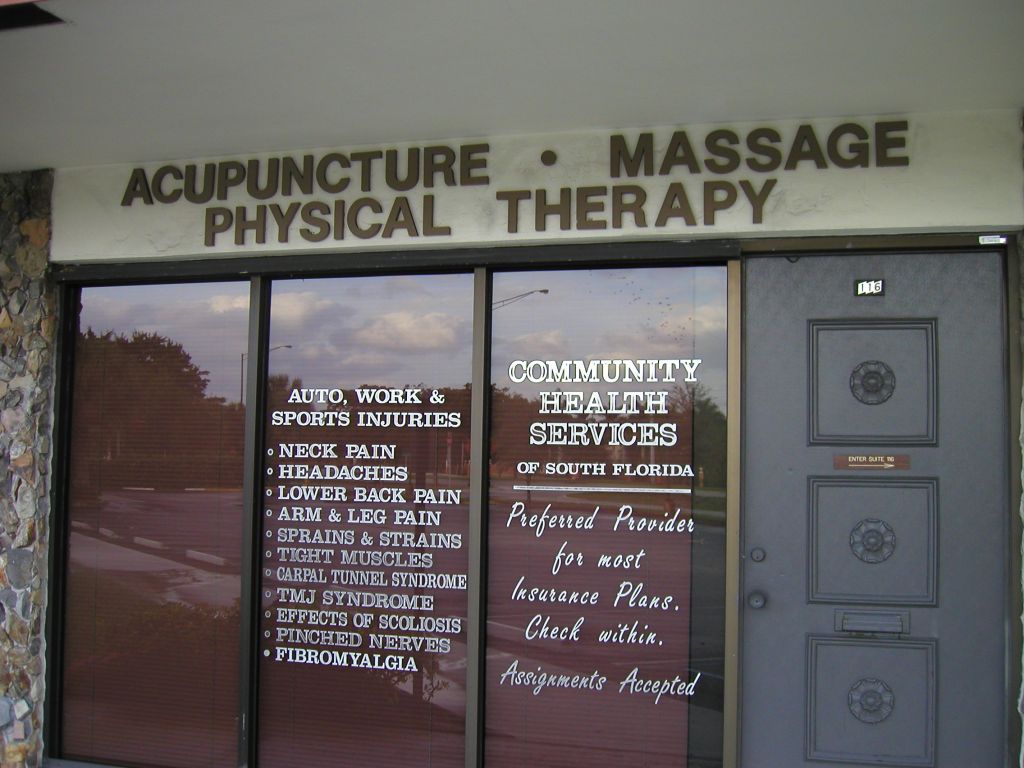 ACUPUNCTURE • MASSAGE
PHYSICAL THERAPY
116
AUTO, WORK &
SPORTS INJURIES
NECK PAIN
HEADACHES
LOWER BACK PAIN
ARM & LEG PAIN
SPRAINS & STRAINS
TIGHT MUSCLES
CARPAL TUNNEL SYNDROME
TMJ SYNDROME
EFFECTS OF SCOLIOSIS
PINCHED NERVES
FIBROMYALGIA
COMMUNITY
HEALTH
SERVICES
OF SOUTH FLORIDA
Preferred Provider
for most
Insurance Plans.
Check within.
Assignments Accepted
ENTER SUITE 116